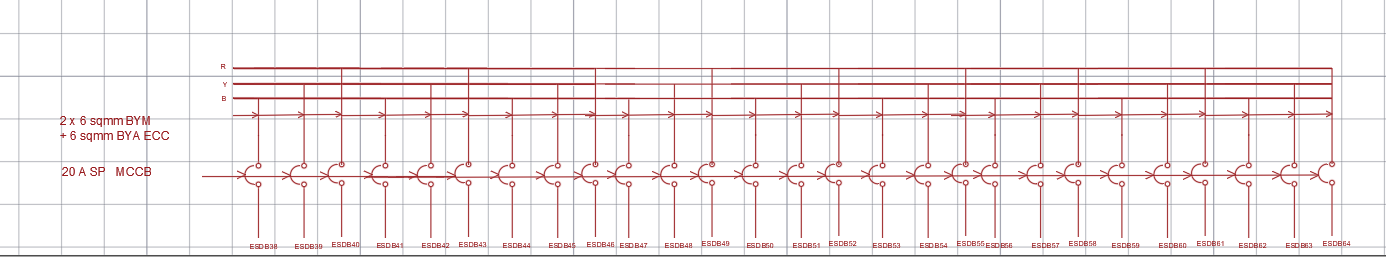 R
Y
B
2 x 6 sqmm BYM
+ 6 sqmm BYA ECC
20 A SP MCCB
ESDB38 ESDB39 ESDB40 ESDB41 ESDB42 ESDB43 ESDB44 ESDB45 ESDB46 ESDB47 ESDB48 ESDB49 ESDB50 ESDB51 ESDB52 ESDB53 ESDB54 ESDB55 ESDB56 ESDB57 ESDB58 ESDB59 ESDB60 ESDB61 ESDB62 ESDB63 ESDB64